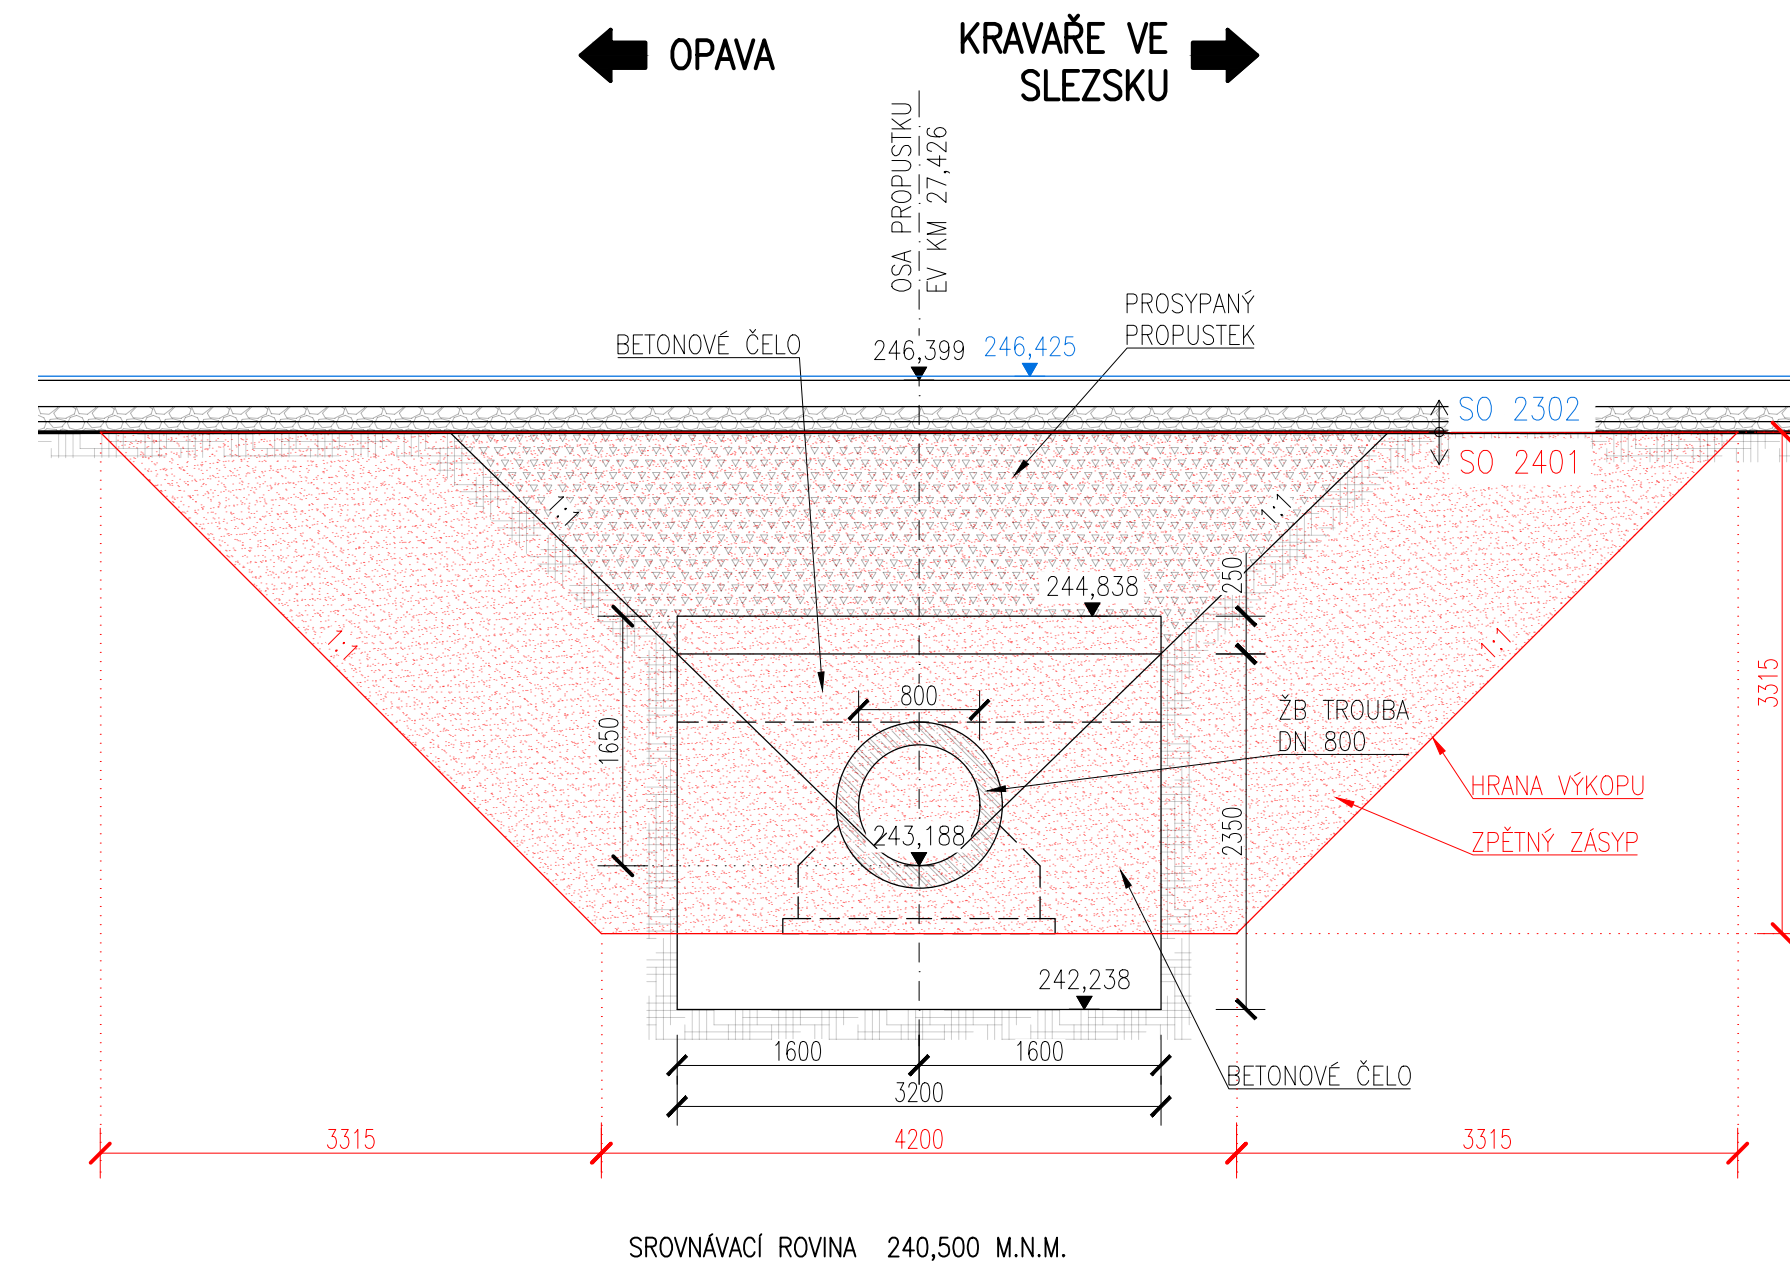 OPAVA
KRAVAŘE VE
SLEZSKU
OSA PROPUSTKU
EV KM 27,426
PROSYPANÝ
PROPUSTEK
BETONOVÉ ČELO
246,399
246,425
SO 2302
SO 2401
1:1
1:1
250
244,838
1:1
1:1
3315
800
ŽB TROUBA
DN 800
1650
HRANA VÝKOPU
2350
243,188
ZPĚTNÝ ZÁSYP
242,238
1600
1600
BETONOVÉ ČELO
3200
3315
4200
3315
SROVNÁVACÍ ROVINA 240,500 M.N.M.